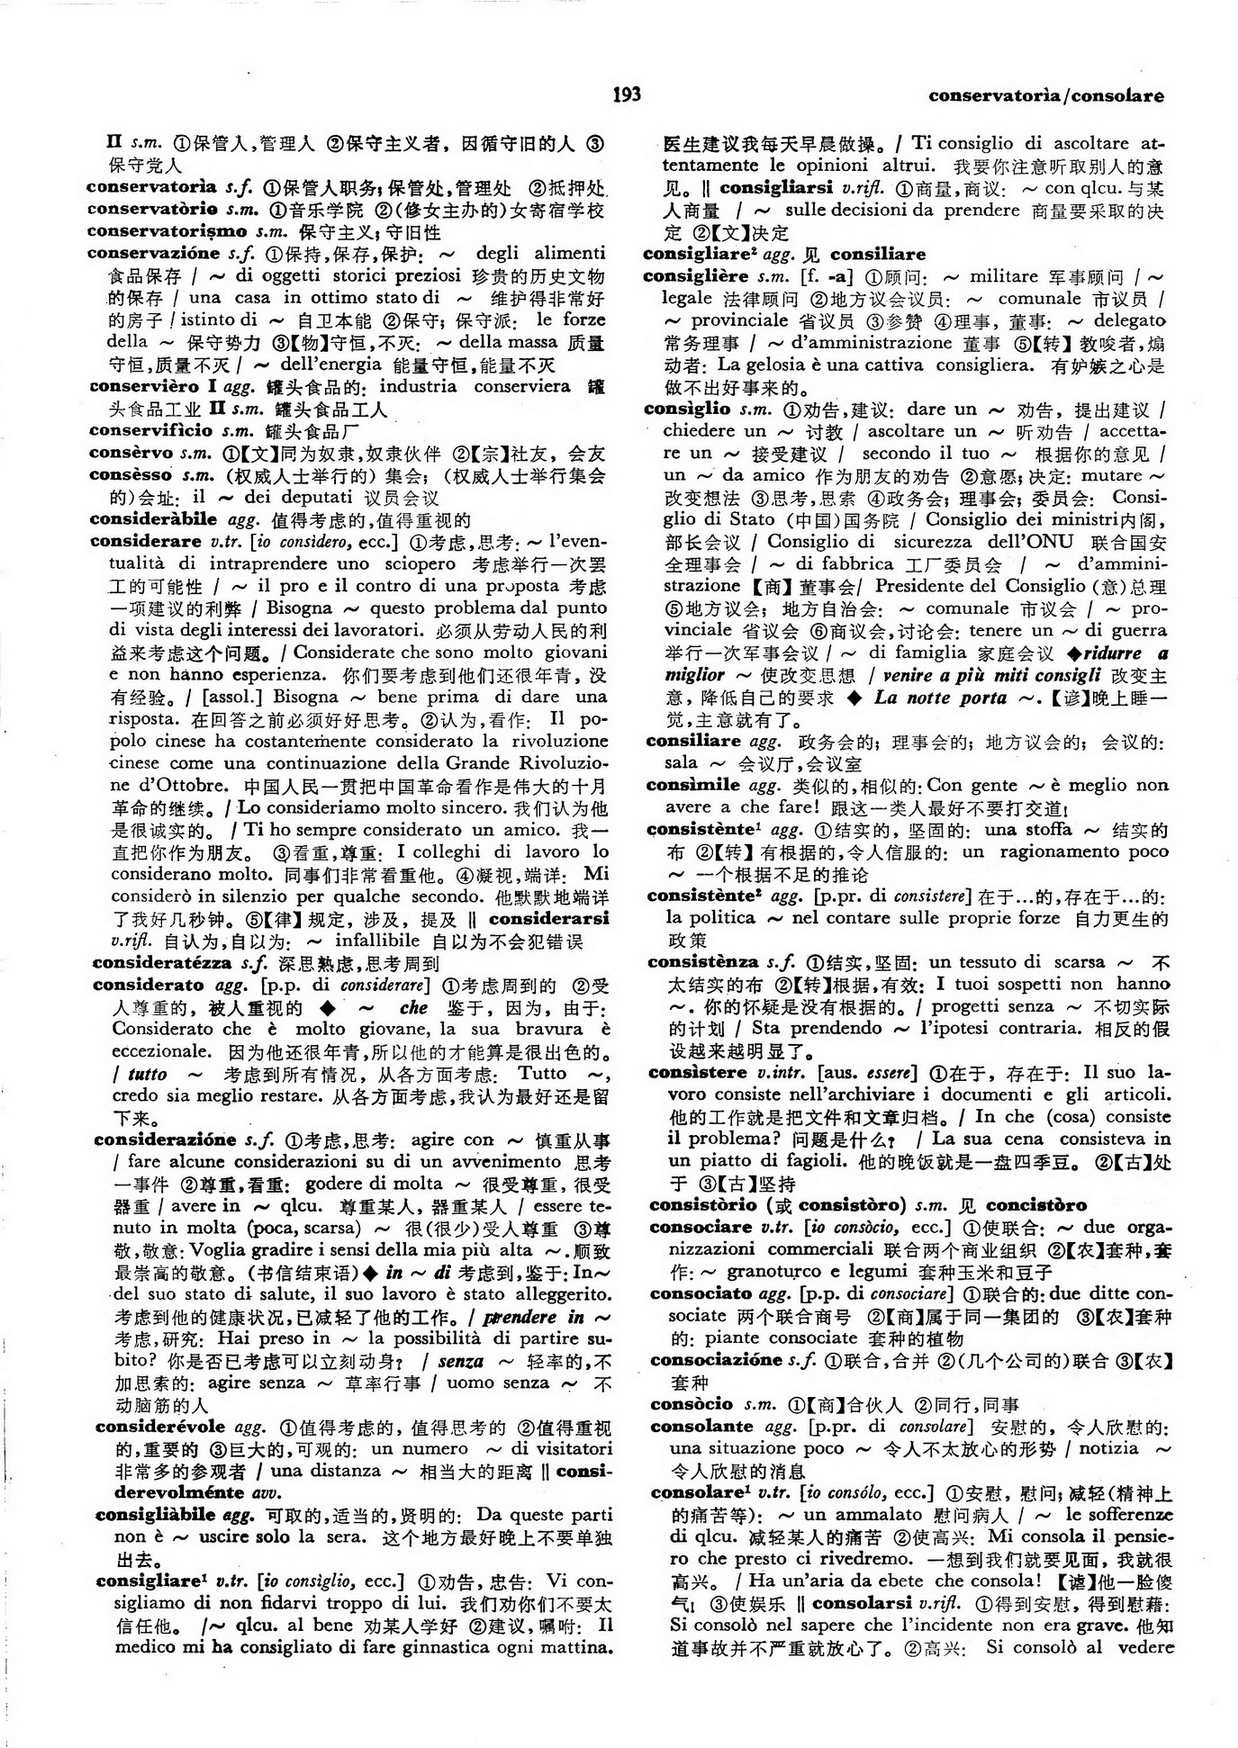 193
conservatorìa/consolare
II s.m. ①保管人,管理人 ②保守主义者, 因循守旧的人 ③
保守党人
conservatorìa s.f. ①保管人职务; 保管处,管理处 ②抵押处
conservatòrio s.m. ①音乐学院 ②(修女主办的)女寄宿学校
conservatorişmo s.m. 保守主义; 守旧性
conservazióne s.f. ①保持,保存,保护: ~ degli alimenti
食品保存 / ~ di oggetti storici preziosi 珍贵的历史文物
的保存 / una casa in ottimo stato di ~ 维护得非常好
的房子 / istinto di ~ 自卫本能 ②保守; 保守派: le forze
della ~ 保守势力 ③【物】守恒,不灭: ~ della massa 质量
守恒,质量不灭 / ~ dell'energia 能量守恒,能量不灭
conservièro I agg. 罐头食品的: industria conserviera 罐
头食品工业 II s.m. 罐头食品工人
conservifìcio s.m. 罐头食品厂
consèrvo s.m. ①【文】同为奴隶,奴隶伙伴 ②【宗】社友, 会友
consèsso s.m. (权威人士举行的) 集会; (权威人士举行集会
的)会址: il ~ dei deputati 议员会议
consideràbile agg. 值得考虑的,值得重视的
considerare v.tr. [io consìdero, ecc.] ①考虑,思考: ~ l'even-
tualità di intraprendere uno sciopero 考虑举行一次罢
工的可能性 / ~ il pro e il contro di una proposta 考虑
一项建议的利弊 / Bisogna ~ questo problema dal punto
di vista degli interessi dei lavoratori. 必须从劳动人民的利
益来考虑这个问题。 / Considerate che sono molto giovani
e non hanno esperienza. 你们要考虑到他们还很年青, 没
有经验。 / [assol.] Bisogna ~ bene prima di dare una
risposta. 在回答之前必须好好思考。 ②认为,看作: Il po-
polo cinese ha costantemente considerato la rivoluzione
cinese come una continuazione della Grande Rivoluzio-
ne d'Ottobre. 中国人民一贯把中国革命看作是伟大的十月
革命的继续。 / Lo consideriamo molto sincero. 我们认为他
是很诚实的。 / Ti ho sempre considerato un amico. 我一
直把你作为朋友。 ③看重,尊重: I colleghi di lavoro lo
considerano molto. 同事们非常看重他。 ④凝视,端详: Mi
considerò in silenzio per qualche secondo. 他默默地端详
了我好几秒钟。 ⑤【律】规定, 涉及, 提及 ‖ considerarsi
v.rifl. 自认为,自以为: ~ infallibile 自以为不会犯错误
consideratézza s.f. 深思熟虑,思考周到
considerato agg. [p.p. di considerare] ①考虑周到的 ②受
人尊重的, 被人重视的 ◆ ~ che 鉴于, 因为, 由于:
Considerato che è molto giovane, la sua bravura è
eccezionale. 因为他还很年青,所以他的才能算是很出色的。
/ tutto ~ 考虑到所有情况, 从各方面考虑: Tutto ~,
credo sia meglio restare. 从各方面考虑,我认为最好还是留
下来。
considerazióne s.f. ①考虑,思考: agire con ~ 慎重从事
/ fare alcune considerazioni su di un avvenimento 思考
一事件 ②尊重,看重: godere di molta ~ 很受尊重, 很受
器重 / avere in ~ qlcu. 尊重某人, 器重某人 / essere te-
nuto in molta (poca, scarsa) ~ 很(很少)受人尊重 ③尊
敬,敬意: Voglia gradire i sensi della mia più alta ~. 顺致
最崇高的敬意。(书信结束语) ◆ in ~ di 考虑到,鉴于: In~
del suo stato di salute, il suo lavoro è stato alleggerito.
考虑到他的健康状况,已减轻了他的工作。 / prendere in ~
考虑,研究: Hai preso in ~ la possibilità di partire su-
bito? 你是否已考虑可以立刻动身? / senza ~ 轻率的,不
加思索的: agire senza ~ 草率行事 / uomo senza ~ 不
动脑筋的人
considerévole agg. ①值得考虑的, 值得思考的 ②值得重视
的,重要的 ③巨大的,可观的: un numero ~ di visitatori
非常多的参观者 / una distanza ~ 相当大的距离 ‖ consi-
derevolménte avv.
consigliàbile agg. 可取的,适当的,贤明的: Da queste parti
non è ~ uscire solo la sera. 这个地方最好晚上不要单独
出去。
consigliare¹ v.tr. [io consiglio, ecc.] ①劝告, 忠告: Vi con-
sigliamo di non fidarvi troppo di lui. 我们劝你们不要太
信任他。 /~ qlcu. al bene 劝某人学好 ②建议,嘱咐: Il
medico mi ha consigliato di fare ginnastica ogni mattina.
医生建议我每天早晨做操。 / Ti consiglio di ascoltare at-
tentamente le opinioni altrui. 我要你注意听取别人的意
见。‖ consigliarsi v.rifl. ①商量,商议: ~ con qlcu. 与某
人商量 / ~ sulle decisioni da prendere 商量要采取的决
定 ②【文】决定
consigliare² agg. 见 consiliare
consiglière s.m. [f. -a] ①顾问: ~ militare 军事顾问 / ~
legale 法律顾问 ②地方议会议员: ~ comunale 市议员 /
~ provinciale 省议员 ③参赞 ④理事, 董事: ~ delegato
常务理事 / ~ d'amministrazione 董事 ⑤【转】教唆者,煽
动者: La gelosia è una cattiva consigliera. 有妒嫉之心是
做不出好事来的。
consìglio s.m. ①劝告,建议: dare un ~ 劝告, 提出建议 /
chiedere un ~ 讨教 / ascoltare un ~ 听劝告 / accetta-
re un ~ 接受建议 / secondo il tuo ~ 根据你的意见 /
un ~ da amico 作为朋友的劝告 ②意愿; 决定: mutare ~
改变想法 ③思考,思索 ④政务会; 理事会; 委员会: Consi-
glio di Stato (中国)国务院 / Consiglio dei ministri内阁,
部长会议 / Consiglio di sicurezza dell'ONU 联合国安
全理事会 / ~ di fabbrica 工厂委员会 / ~ d'ammini-
strazione 【商】董事会/ Presidente del Consiglio (意)总理
⑤地方议会; 地方自治会: ~ comunale 市议会 / ~ pro-
vinciale 省议会 ⑥商议会,讨论会: tenere un ~ di guerra
举行一次军事会议 / ~ di famiglia 家庭会议 ◆ridurre a
miglior ~ 使改变思想 / venire a più miti consigli 改变主
意, 降低自己的要求 ◆ La notte porta ~.【谚】晚上睡一
觉,主意就有了。
consiliare agg. 政务会的; 理事会的; 地方议会的; 会议的:
sala ~ 会议厅,会议室
consìmile agg. 类似的,相似的: Con gente ~ è meglio non
avere a che fare! 跟这一类人最好不要打交道!
consistènte¹ agg. ①结实的, 坚固的: una stoffa ~ 结实的
布 ②【转】有根据的,令人信服的: un ragionamento poco
~ 一个根据不足的推论
consistènte² agg. [p.pr. di consistere] 在于…的,存在于…的:
la politica ~ nel contare sulle proprie forze 自力更生的
政策
consistènza s.f. ①结实,坚固: un tessuto di scarsa ~ 不
太结实的布 ②【转】根据,有效: I tuoi sospetti non hanno
~. 你的怀疑是没有根据的。 / progetti senza ~ 不切实际
的计划 / Sta prendendo ~ l'ipotesi contraria. 相反的假
设越来越明显了。
consìstere v.intr. [aus. essere] ①在于, 存在于: Il suo la-
voro consiste nell'archiviare i documenti e gli articoli.
他的工作就是把文件和文章归档。 / In che (cosa) consiste
il problema? 问题是什么? / La sua cena consisteva in
un piatto di fagioli. 他的晚饭就是一盘四季豆。 ②【古】处
于 ③【古】坚持
consistòrio (或 consistòro) s.m. 见 concistòro
consociare v.tr. [io consòcio, ecc.] ①使联合: ~ due orga-
nizzazioni commerciali 联合两个商业组织 ②【农】套种,套
作: ~ granoturco e legumi 套种玉米和豆子
consociato agg. [p.p. di consociare] ①联合的: due ditte con-
sociate 两个联合商号 ②【商】属于同一集团的 ③【农】套种
的: piante consociate 套种的植物
consociazióne s.f. ①联合,合并 ②(几个公司的)联合 ③【农】
套种
consòcio s.m. ①【商】合伙人 ②同行,同事
consolante agg. [p.pr. di consolare] 安慰的, 令人欣慰的:
una situazione poco ~ 令人不太放心的形势 / notizia ~
令人欣慰的消息
consolare¹ v.tr. [io consólo, ecc.] ①安慰, 慰问; 减轻(精神上
的痛苦等): ~ un ammalato 慰问病人 / ~ le sofferenze
di qlcu. 减轻某人的痛苦 ②使高兴: Mi consola il pensie-
ro che presto ci rivedremo. 一想到我们就要见面, 我就很
高兴。 / Ha un'aria da ebete che consola! 【谑】他一脸傻
气! ③使娱乐 ‖ consolarsi v.rifl. ①得到安慰, 得到慰藉:
Si consolò nel sapere che l'incidente non era grave. 他知
道事故并不严重就放心了。 ②高兴: Si consolò al vedere